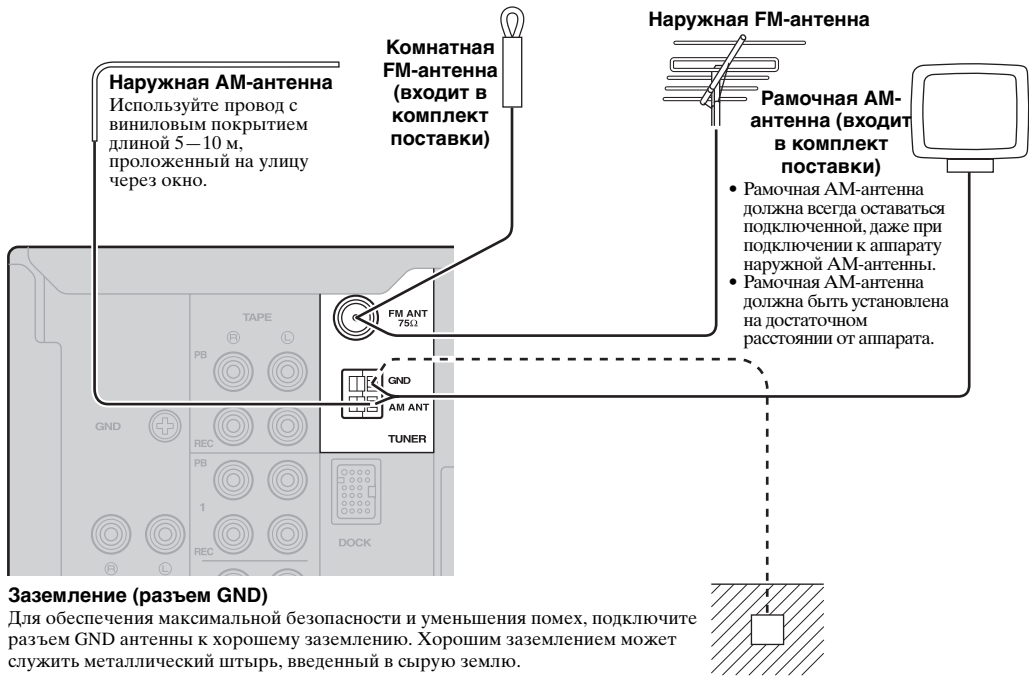 Наружная AM-антенна
Используйте провод с
виниловым покрытием
длиной 5—10 м,
проложенный на улицу
через окно.
Комнатная
FM-антенна
(входит в
комплект
поставки)
Наружная FM-антенна
Рамочная AM-
антенна (входит
в комплект
поставки)
• Рамочная AM-антенна
должна всегда оставаться
подключенной, даже при
подключении к аппарату
наружной AM-антенны.
• Рамочная AM-антенна
должна быть установлена
на достаточном
расстоянии от аппарата.
FM ANT
75Ω
GND
AM ANT
TUNER
TAPE
R L
PB
REC
GND
PB
1
REC
R L
DOCK
Заземление (разъем GND)
Для обеспечения максимальной безопасности и уменьшения помех, подключите
разъем GND антенны к хорошему заземлению. Хорошим заземлением может
служить металлический штырь, введенный в сырую землю.